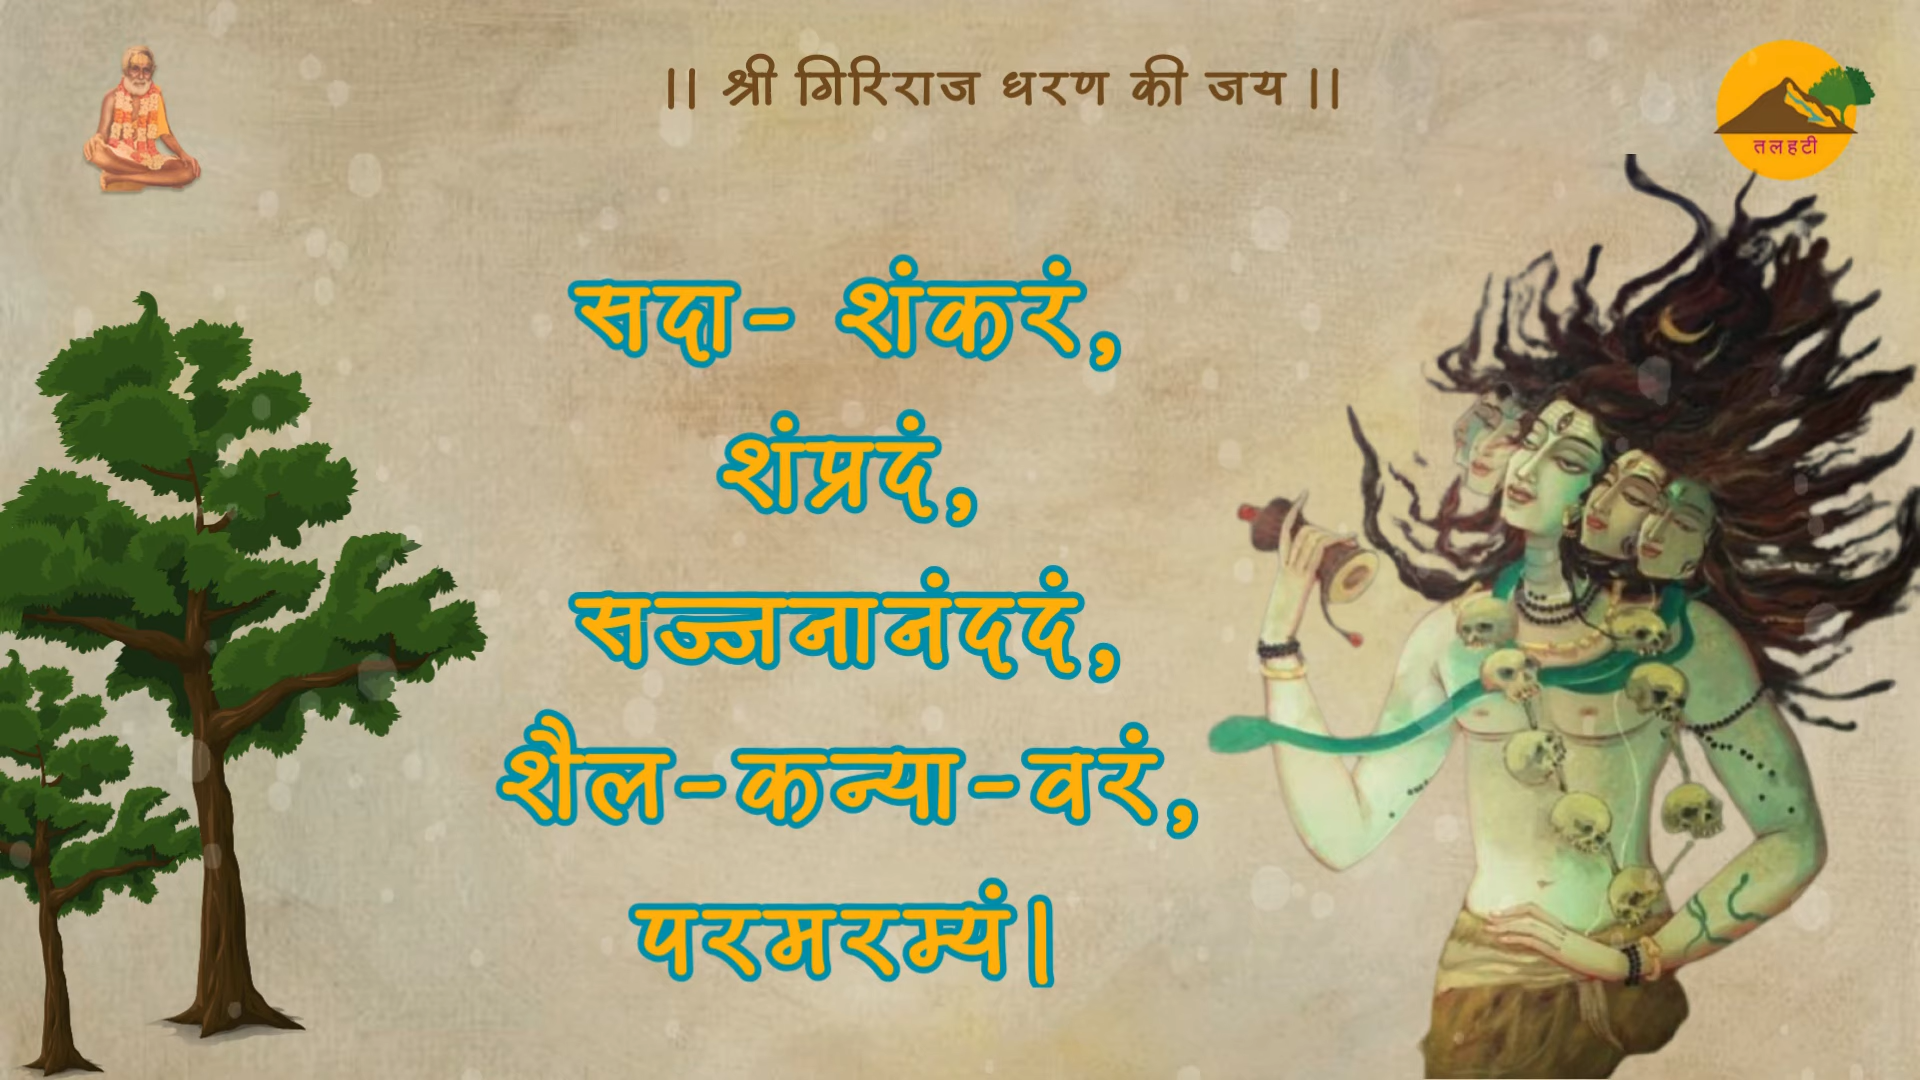 || श्री गिरिराज धरण की जय ||
तलहटी
सदा- शंकरं,
शंप्रदं,
सज्जनानंददं,
शैल-कन्या-वरं,
परमरम्यं।